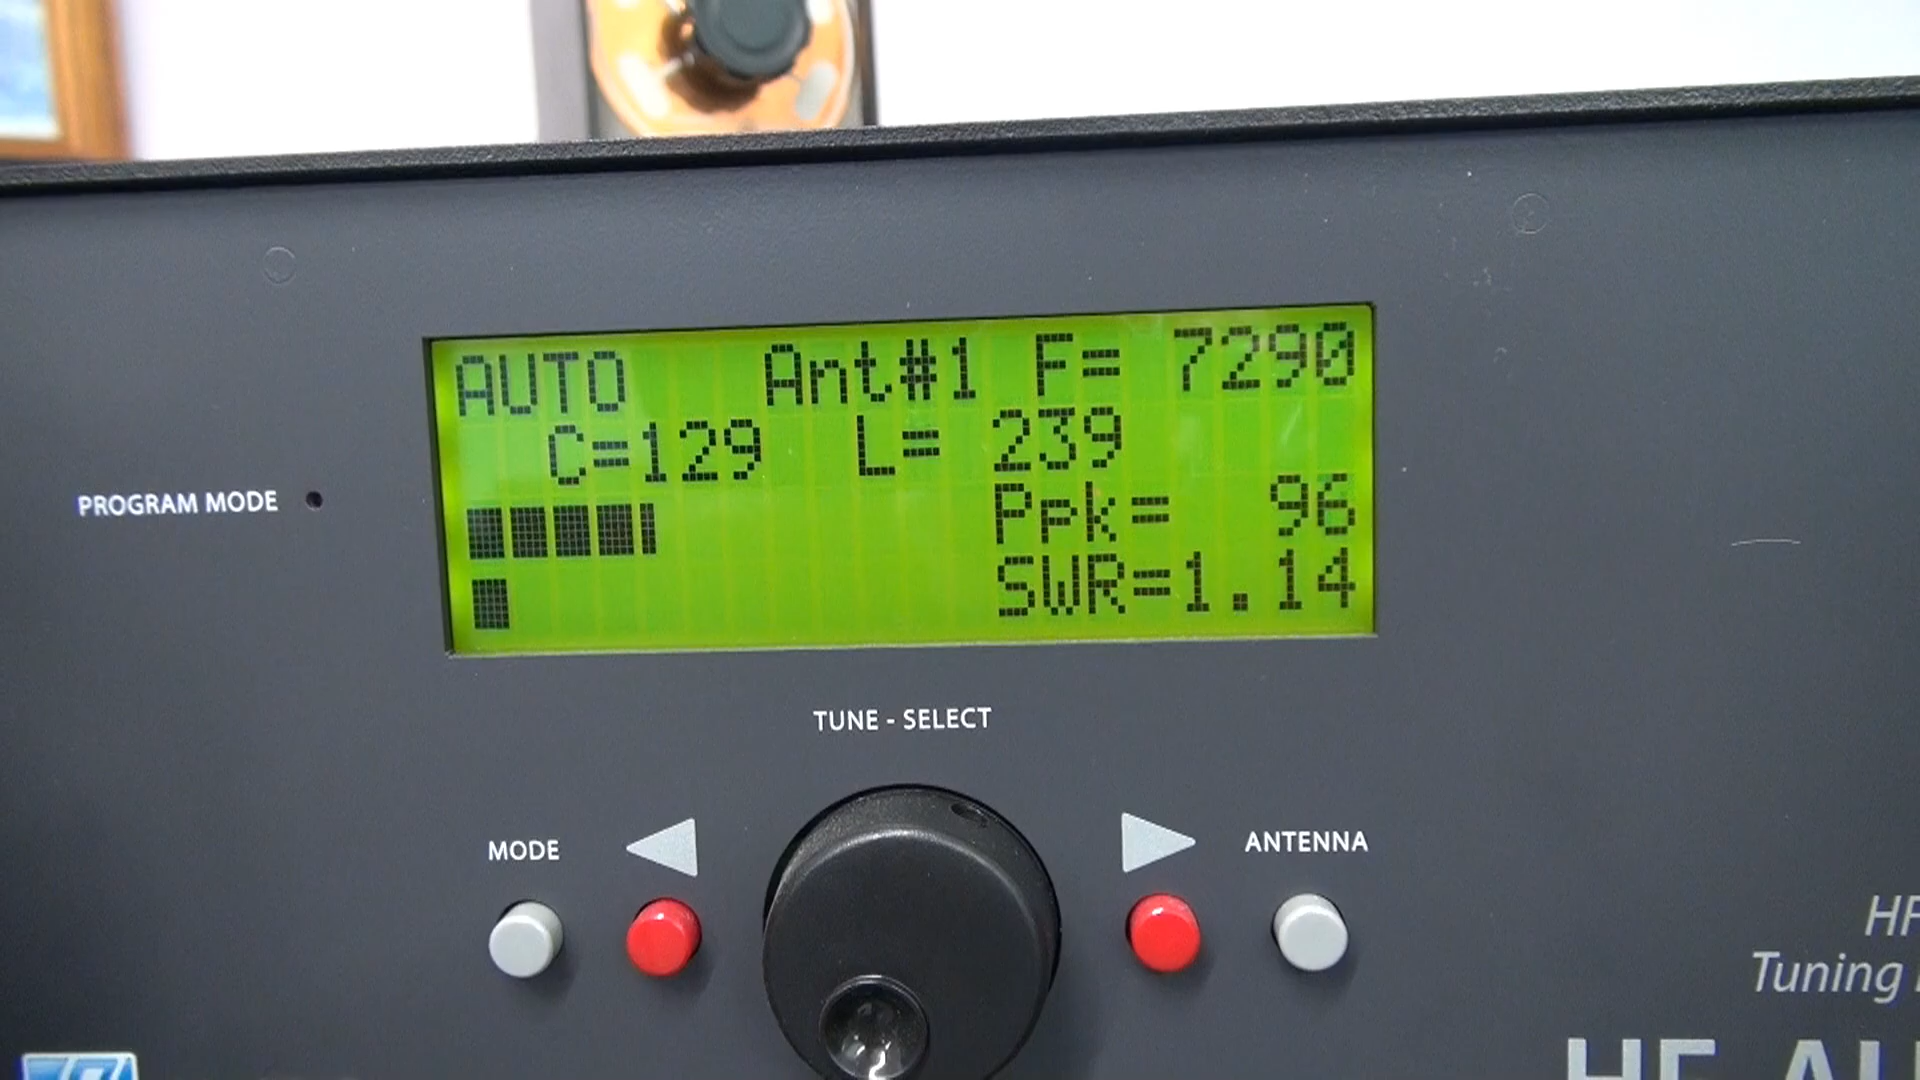 AUTO Ant#1 F= 7290
C=129 L= 239
Ppk= 96
SWR=1.14
PROGRAM MODE
TUNE - SELECT
MODE
ANTENNA
HF
Tuning
HF